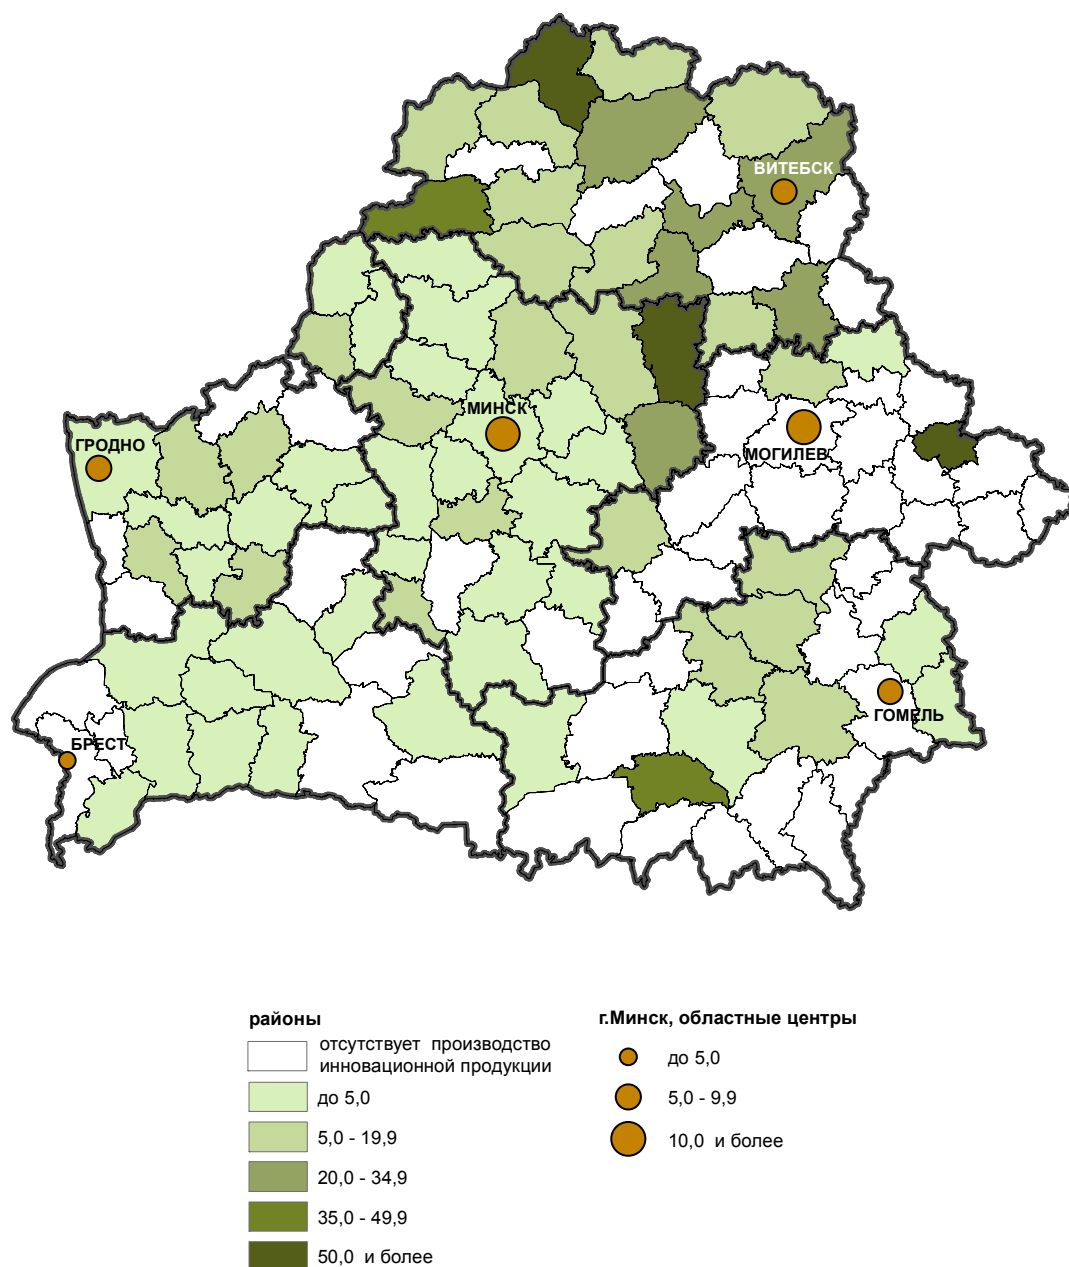 ВИТЕБСК
МИНСК
ГРОДНО
МОГИЛЕВ
ГОМЕЛЬ
БРЕСТ
районы
отсутствует производство
инновационной продукции
до 5,0
5,0 - 19,9
20,0 - 34,9
35,0 - 49,9
50,0 и более
г.Минск, областные центры
до 5,0
5,0 - 9,9
10,0 и более